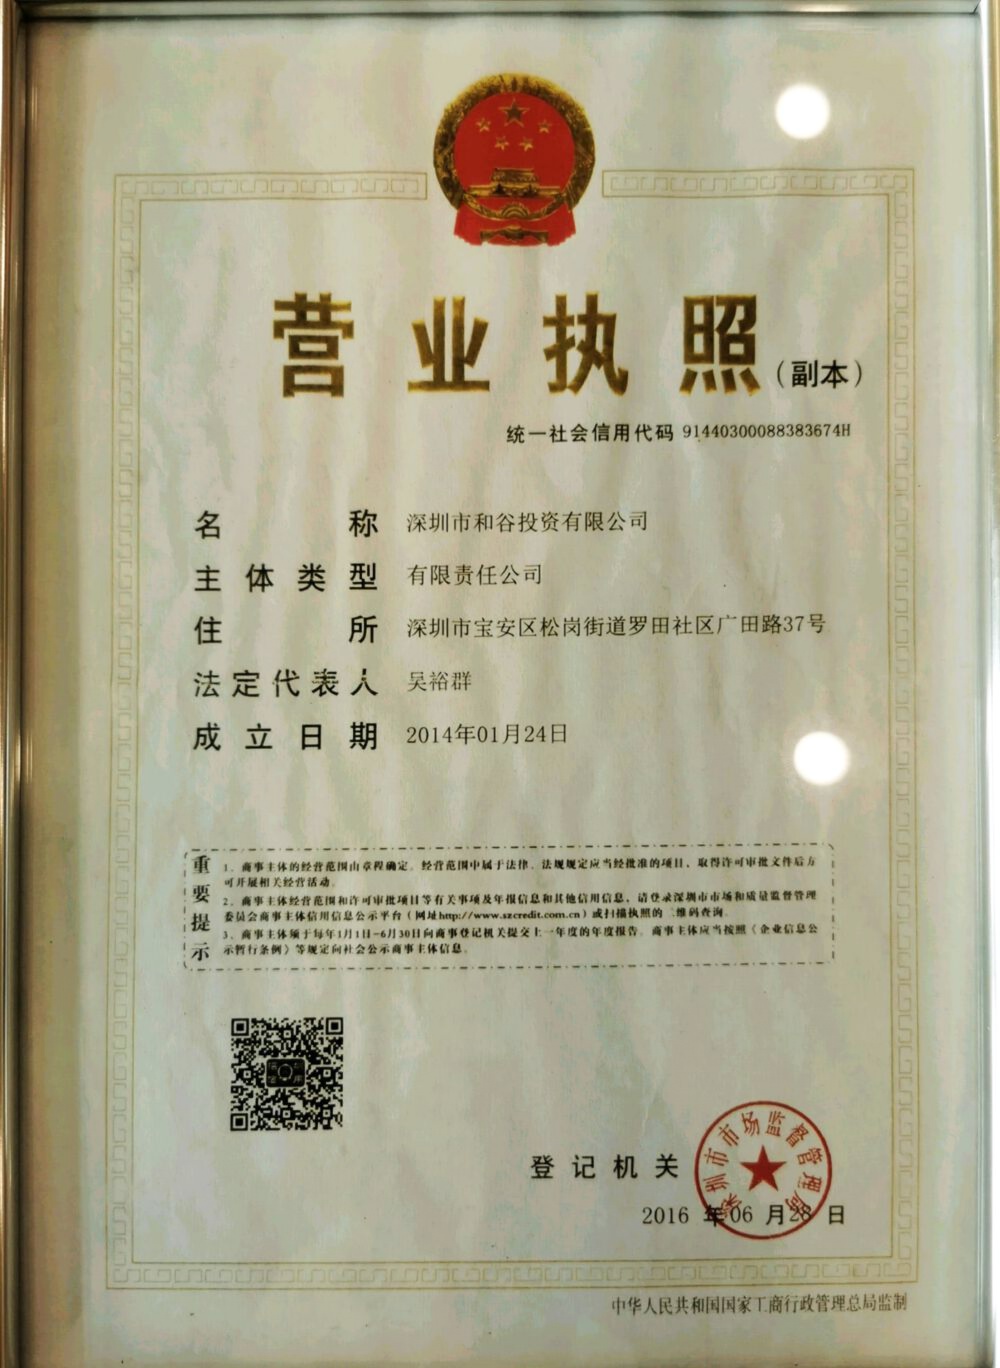 营业执照(副本)
统一社会信用代码 91440300088383674H
名称 深圳市和谷投资有限公司
主体类型 有限责任公司
住所 深圳市宝安区松岗街道罗田社区广田路37号
法定代表人 吴裕群
成立日期 2014年01月24日
重要提示
1、商事主体的经营范围由章程确定。经营范围中属于法律、法规规定应当经批准的项目，取得许可审批文件后方
可开展相关经营活动。
2、商事主体经营范围和许可审批项目等有关事项及年报信息和其他信用信息，请登录深圳市市场和质量监督管理
委员会商事主体信用信息公示平台（网址http://www.szcredit.com.cn）或扫描执照的二维码查询。
3、商事主体须于每年1月1日-6月30日向商事登记机关提交上一年度的年度报告。商事主体应当按照《企业信息公
示暂行条例》等规定向社会公示商事主体信息。
登记机关
深圳市市场监督管理局
2016 年 06 月 28 日
中华人民共和国国家工商行政管理总局监制